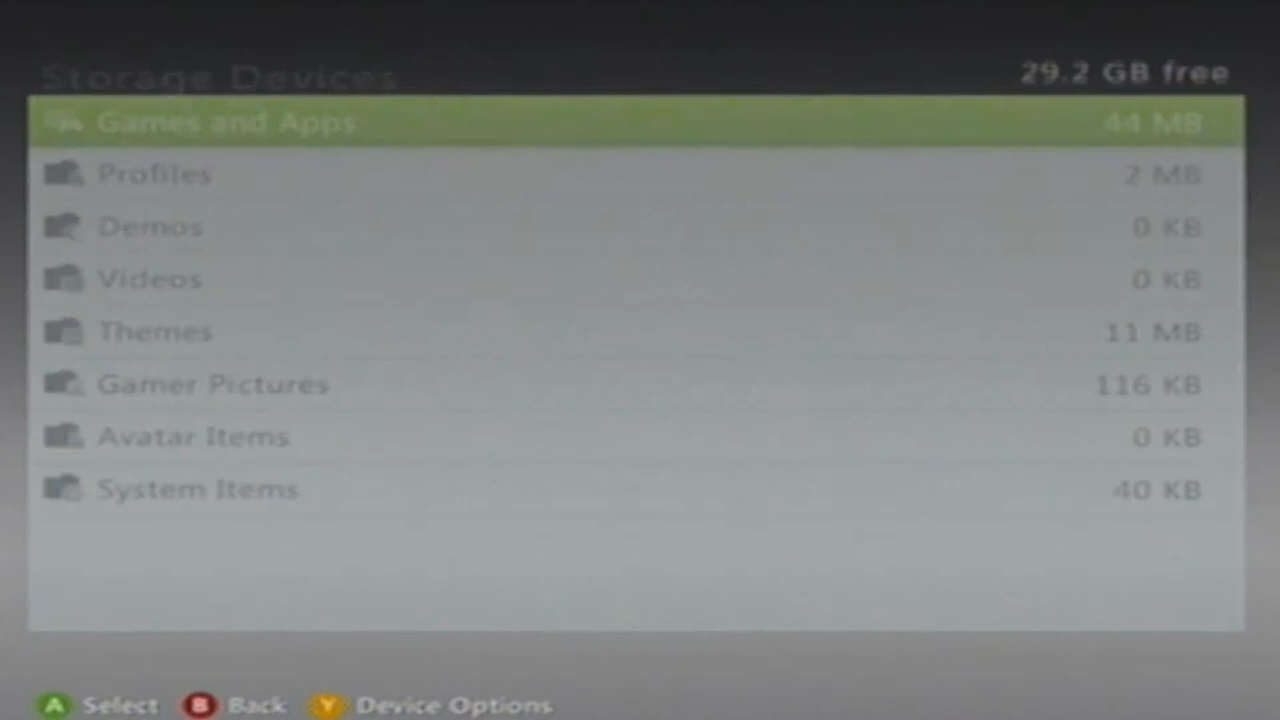 Storage Devices 29.2 GB free
Games and Apps 44 MB
Profiles 2 MB
Demos 0 KB
Videos 0 KB
Themes 11 MB
Gamer Pictures 116 KB
Avatar Items 0 KB
System Items 40 KB
A Select B Back Y Device Options